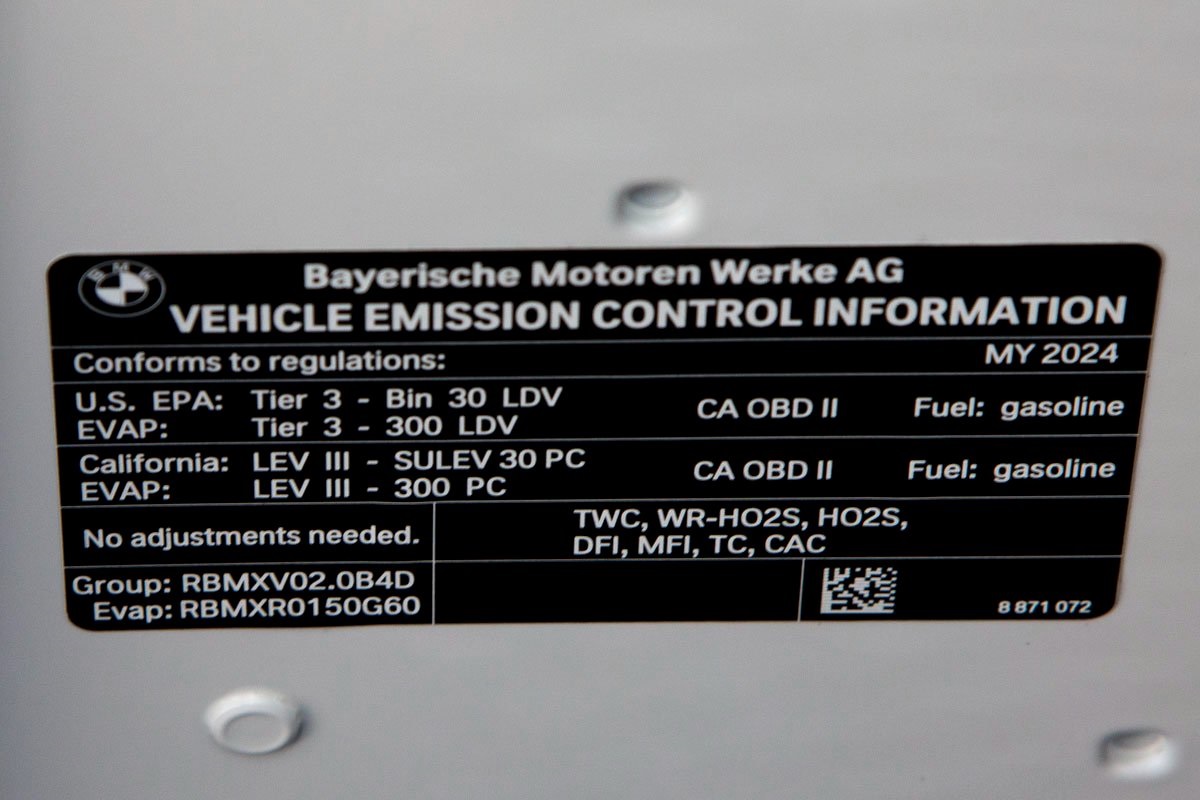 BMW
Bayerische Motoren Werke AG
VEHICLE EMISSION CONTROL INFORMATION
Conforms to regulations: MY 2024
U.S. EPA: Tier 3 - Bin 30 LDV CA OBD II Fuel: gasoline
EVAP: Tier 3 - 300 LDV
California: LEV III - SULEV 30 PC CA OBD II Fuel: gasoline
EVAP: LEV III - 300 PC
No adjustments needed.
TWC, WR-HO2S, HO2S,
DFI, MFI, TC, CAC
Group: RBMXV02.0B4D
Evap: RBMXR0150G60
8 871 072